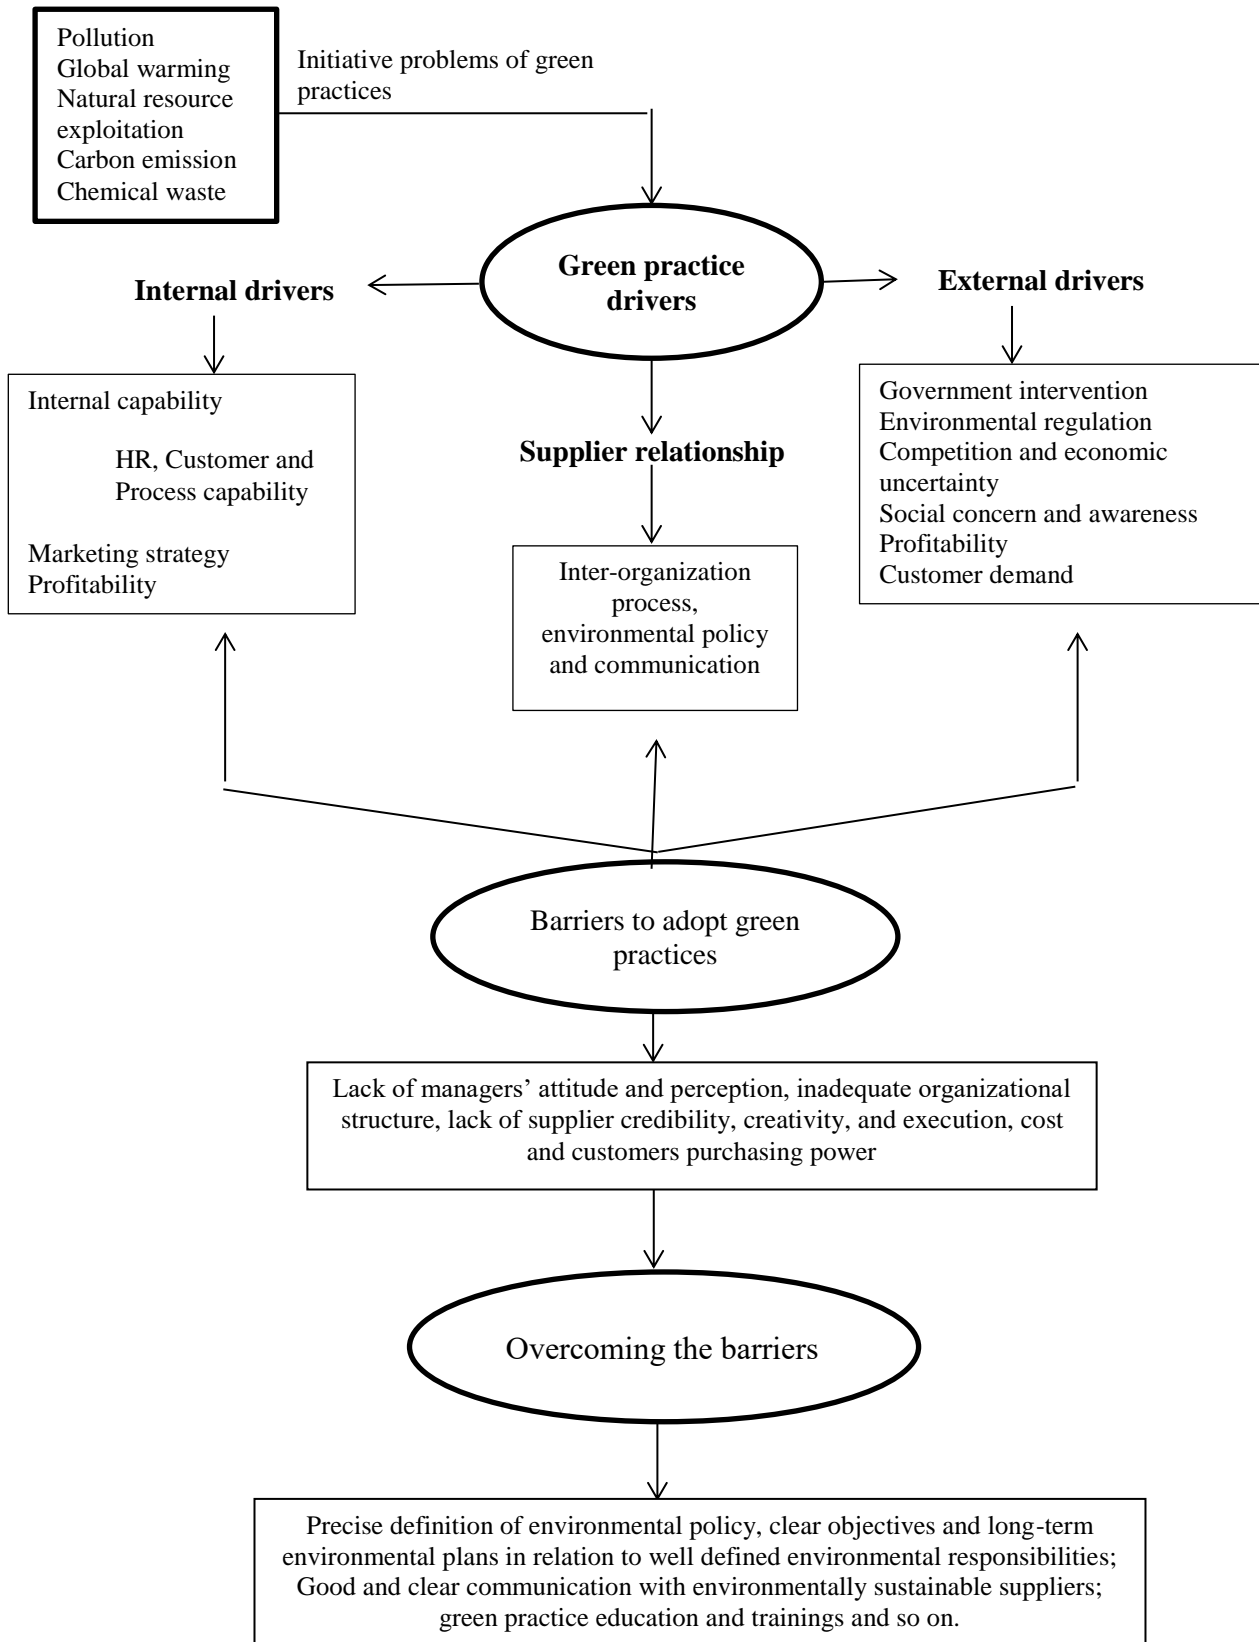 Pollution
Global warming
Natural resource
exploitation
Carbon emission
Chemical waste
Initiative problems of green
practices
Green practice
drivers
Internal drivers
External drivers
Internal capability
HR, Customer and
Process capability
Marketing strategy
Profitability
Supplier relationship
Inter-organization
process,
environmental policy
and communication
Government intervention
Environmental regulation
Competition and economic
uncertainty
Social concern and awareness
Profitability
Customer demand
Barriers to adopt green
practices
Lack of managers’ attitude and perception, inadequate organizational
structure, lack of supplier credibility, creativity, and execution, cost
and customers purchasing power
Overcoming the barriers
Precise definition of environmental policy, clear objectives and long-term
environmental plans in relation to well defined environmental responsibilities;
Good and clear communication with environmentally sustainable suppliers;
green practice education and trainings and so on.